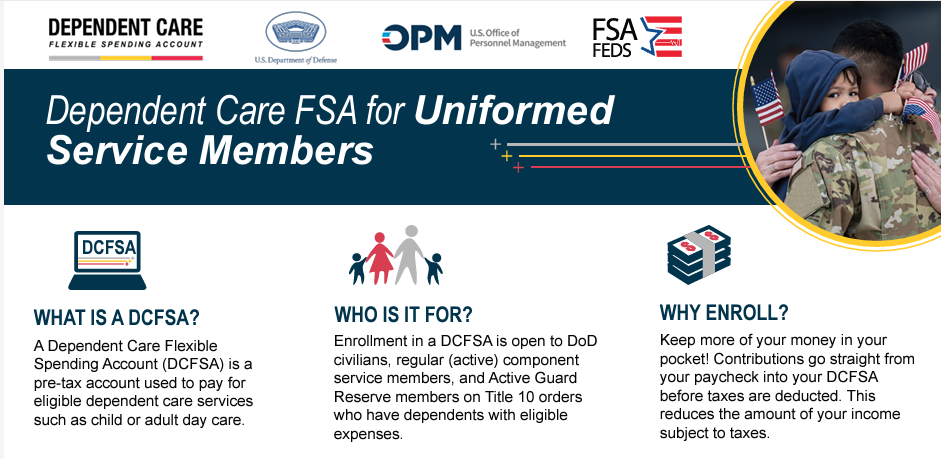 DEPENDENT CARE
FLEXIBLE SPENDING ACCOUNT
U.S. Department of Defense
OPM
U.S. Office of
Personnel Management
FSA
FEDS
Dependent Care FSA for Uniformed
Service Members
DCFSA
$
$
WHAT IS A DCFSA?
A Dependent Care Flexible
Spending Account (DCFSA) is a
pre-tax account used to pay for
eligible dependent care services
such as child or adult day care.
WHO IS IT FOR?
Enrollment in a DCFSA is open to DoD
civilians, regular (active) component
service members, and Active Guard
Reserve members on Title 10 orders
who have dependents with eligible
expenses.
WHY ENROLL?
Keep more of your money in your
pocket! Contributions go straight from
your paycheck into your DCFSA
before taxes are deducted. This
reduces the amount of your income
subject to taxes.